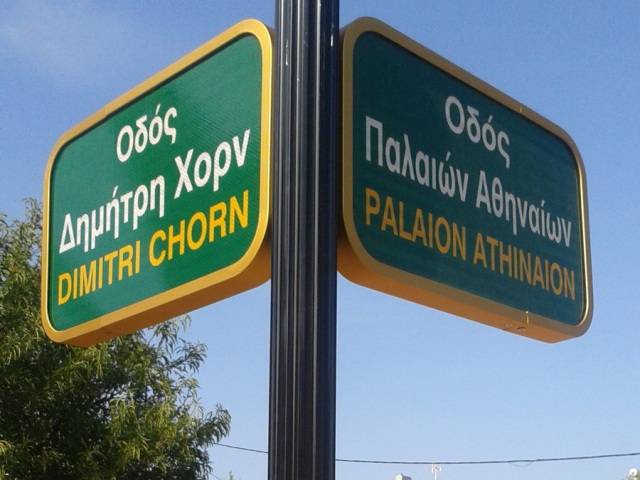 Οδός
Δημήτρη Χορν
DIMITRI CHORN
Οδός
Παλαιών Αθηναίων
PALAION ATHINAION